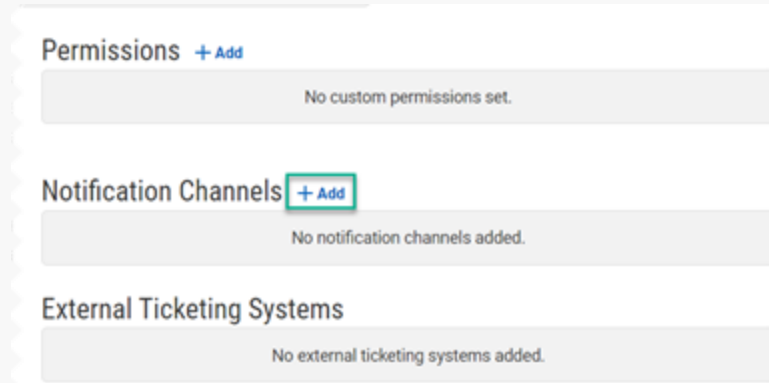 Permissions + Add
No custom permissions set.
Notification Channels + Add
No notification channels added.
External Ticketing Systems
No external ticketing systems added.